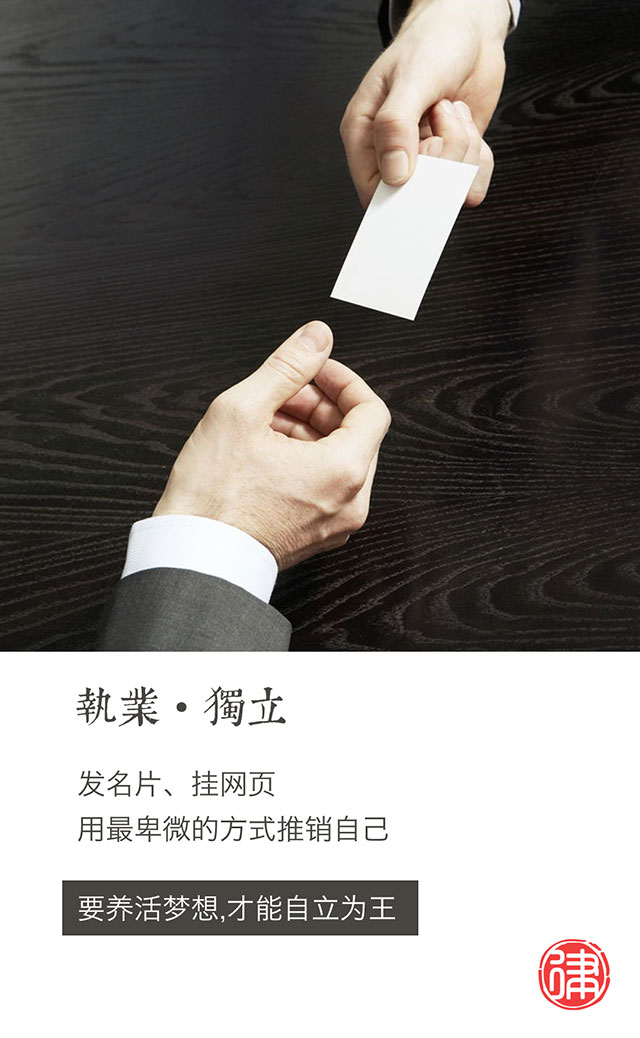 執業·獨立
发名片、挂网页
用最卑微的方式推销自己
要养活梦想,才能自立为王
律